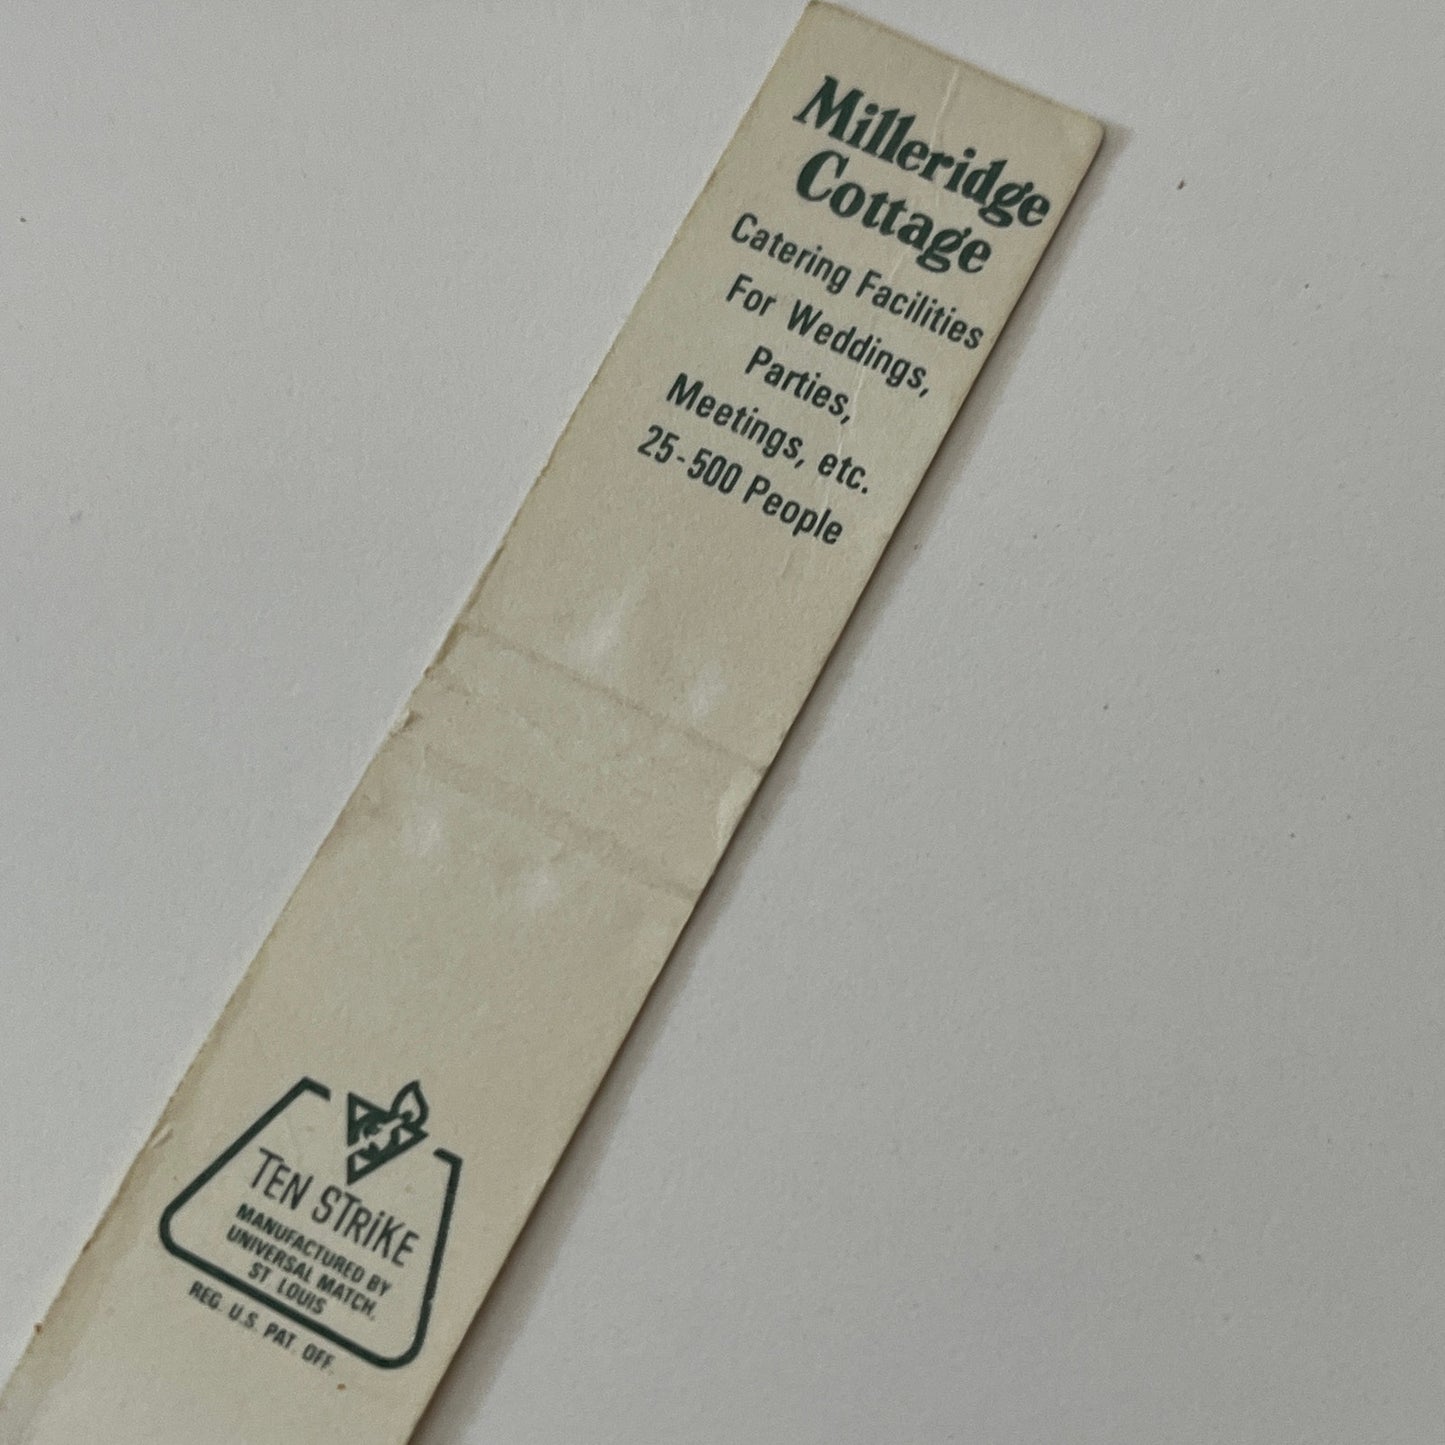 Milleridge
Cottage
Catering Facilities
For Weddings,
Parties,
Meetings, etc.
25-500 People
TEN STRiKE
MANUFACTURED BY
UNIVERSAL MATCH,
ST LOUIS
REG. U.S. PAT. OFF.